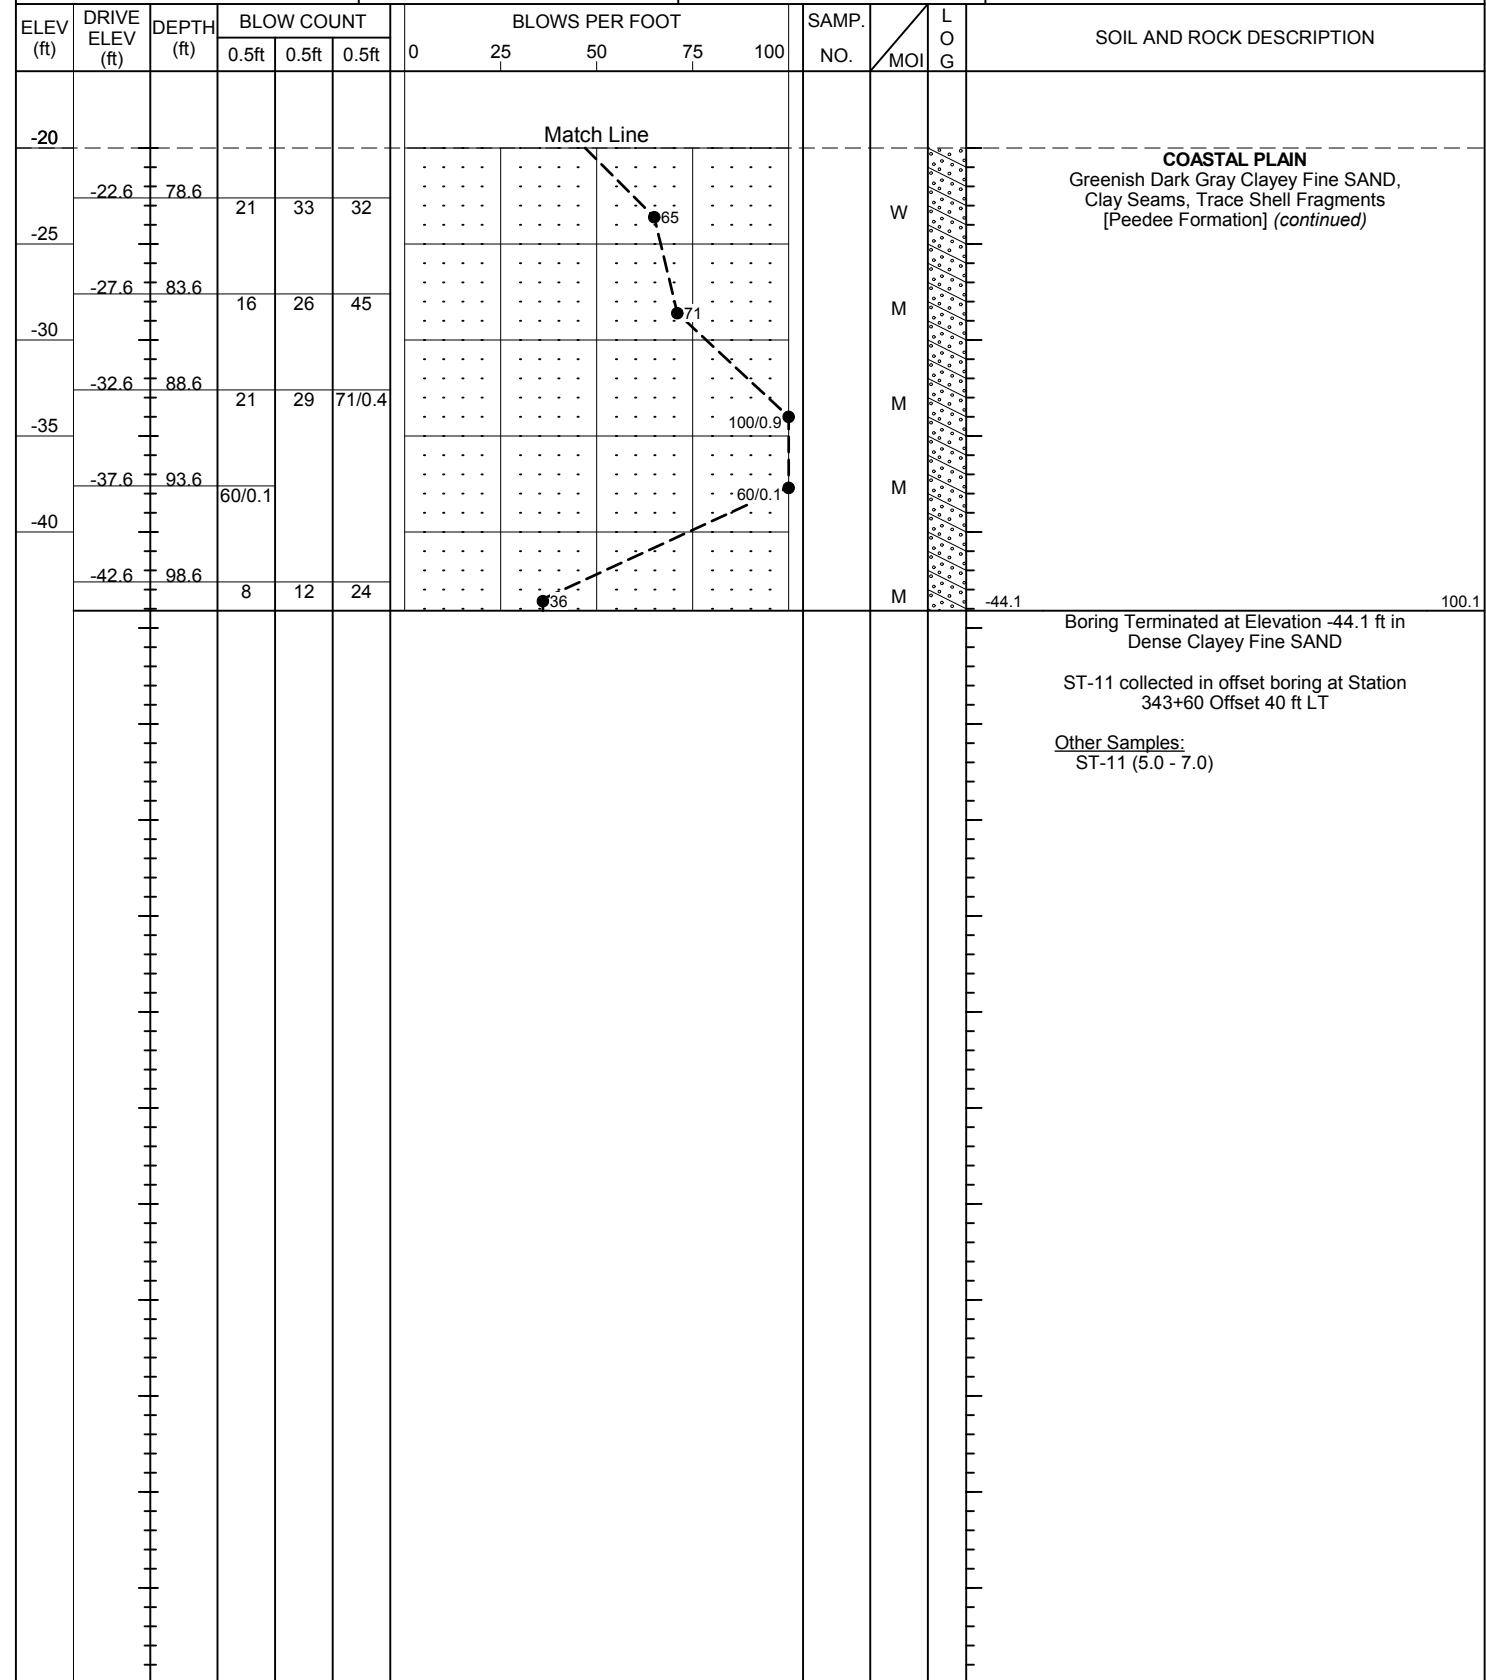 ELEV (ft) DRIVE ELEV (ft) DEPTH (ft) BLOW COUNT BLOWS PER FOOT SAMP. NO. MOI LOG SOIL AND ROCK DESCRIPTION
0.5ft 0.5ft 0.5ft 0 25 50 75 100
Match Line
-20
COASTAL PLAIN
Greenish Dark Gray Clayey Fine SAND,
Clay Seams, Trace Shell Fragments
[Peedee Formation] (continued)
-22.6 78.6
21 33 32 65 W
-25
-27.6 83.6
16 26 45 71 M
-30
-32.6 88.6
21 29 71/0.4 M
100/0.9
-35
-37.6 93.6
60/0.1 60/0.1 M
-40
-42.6 98.6
8 12 24 36 M
-44.1 100.1
Boring Terminated at Elevation -44.1 ft in
Dense Clayey Fine SAND
ST-11 collected in offset boring at Station
343+60 Offset 40 ft LT
Other Samples:
ST-11 (5.0 - 7.0)